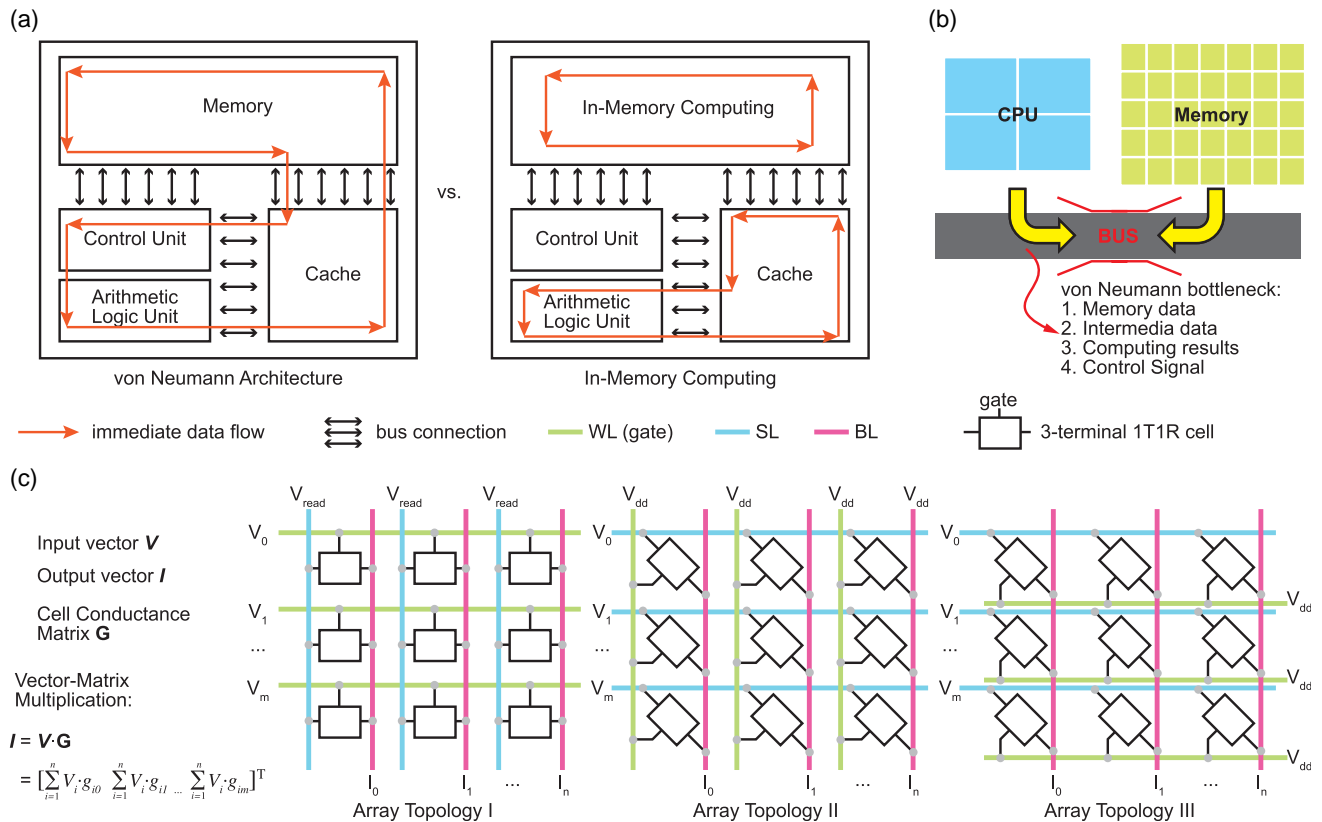 (a)
Memory
Control Unit
Arithmetic
Logic Unit
Cache
von Neumann Architecture
vs.
In-Memory Computing
Control Unit
Arithmetic
Logic Unit
Cache
In-Memory Computing
(b)
CPU
Memory
BUS
von Neumann bottleneck:
1. Memory data
2. Intermedia data
3. Computing results
4. Control Signal
immediate data flow
bus connection
WL (gate)
SL
BL
gate
3-terminal 1T1R cell
(c)
Input vector V
Output vector I
Cell Conductance
Matrix G
Vector-Matrix
Multiplication:
I = V·G
= [∑_{i=1}^{n} V_i·g_{i0} ∑_{i=1}^{n} V_i·g_{i1} ... ∑_{i=1}^{n} V_i·g_{im}]^T
V_read V_read V_read
V_0
V_1
...
V_m
I_0 I_1 ... I_n
Array Topology I
V_dd V_dd V_dd V_dd
V_0
V_1
...
V_m
I_0 I_1 ... I_n
Array Topology II
V_0
V_dd
V_1
...
V_dd
V_m
V_dd
I_0 I_1 ... I_n
Array Topology III